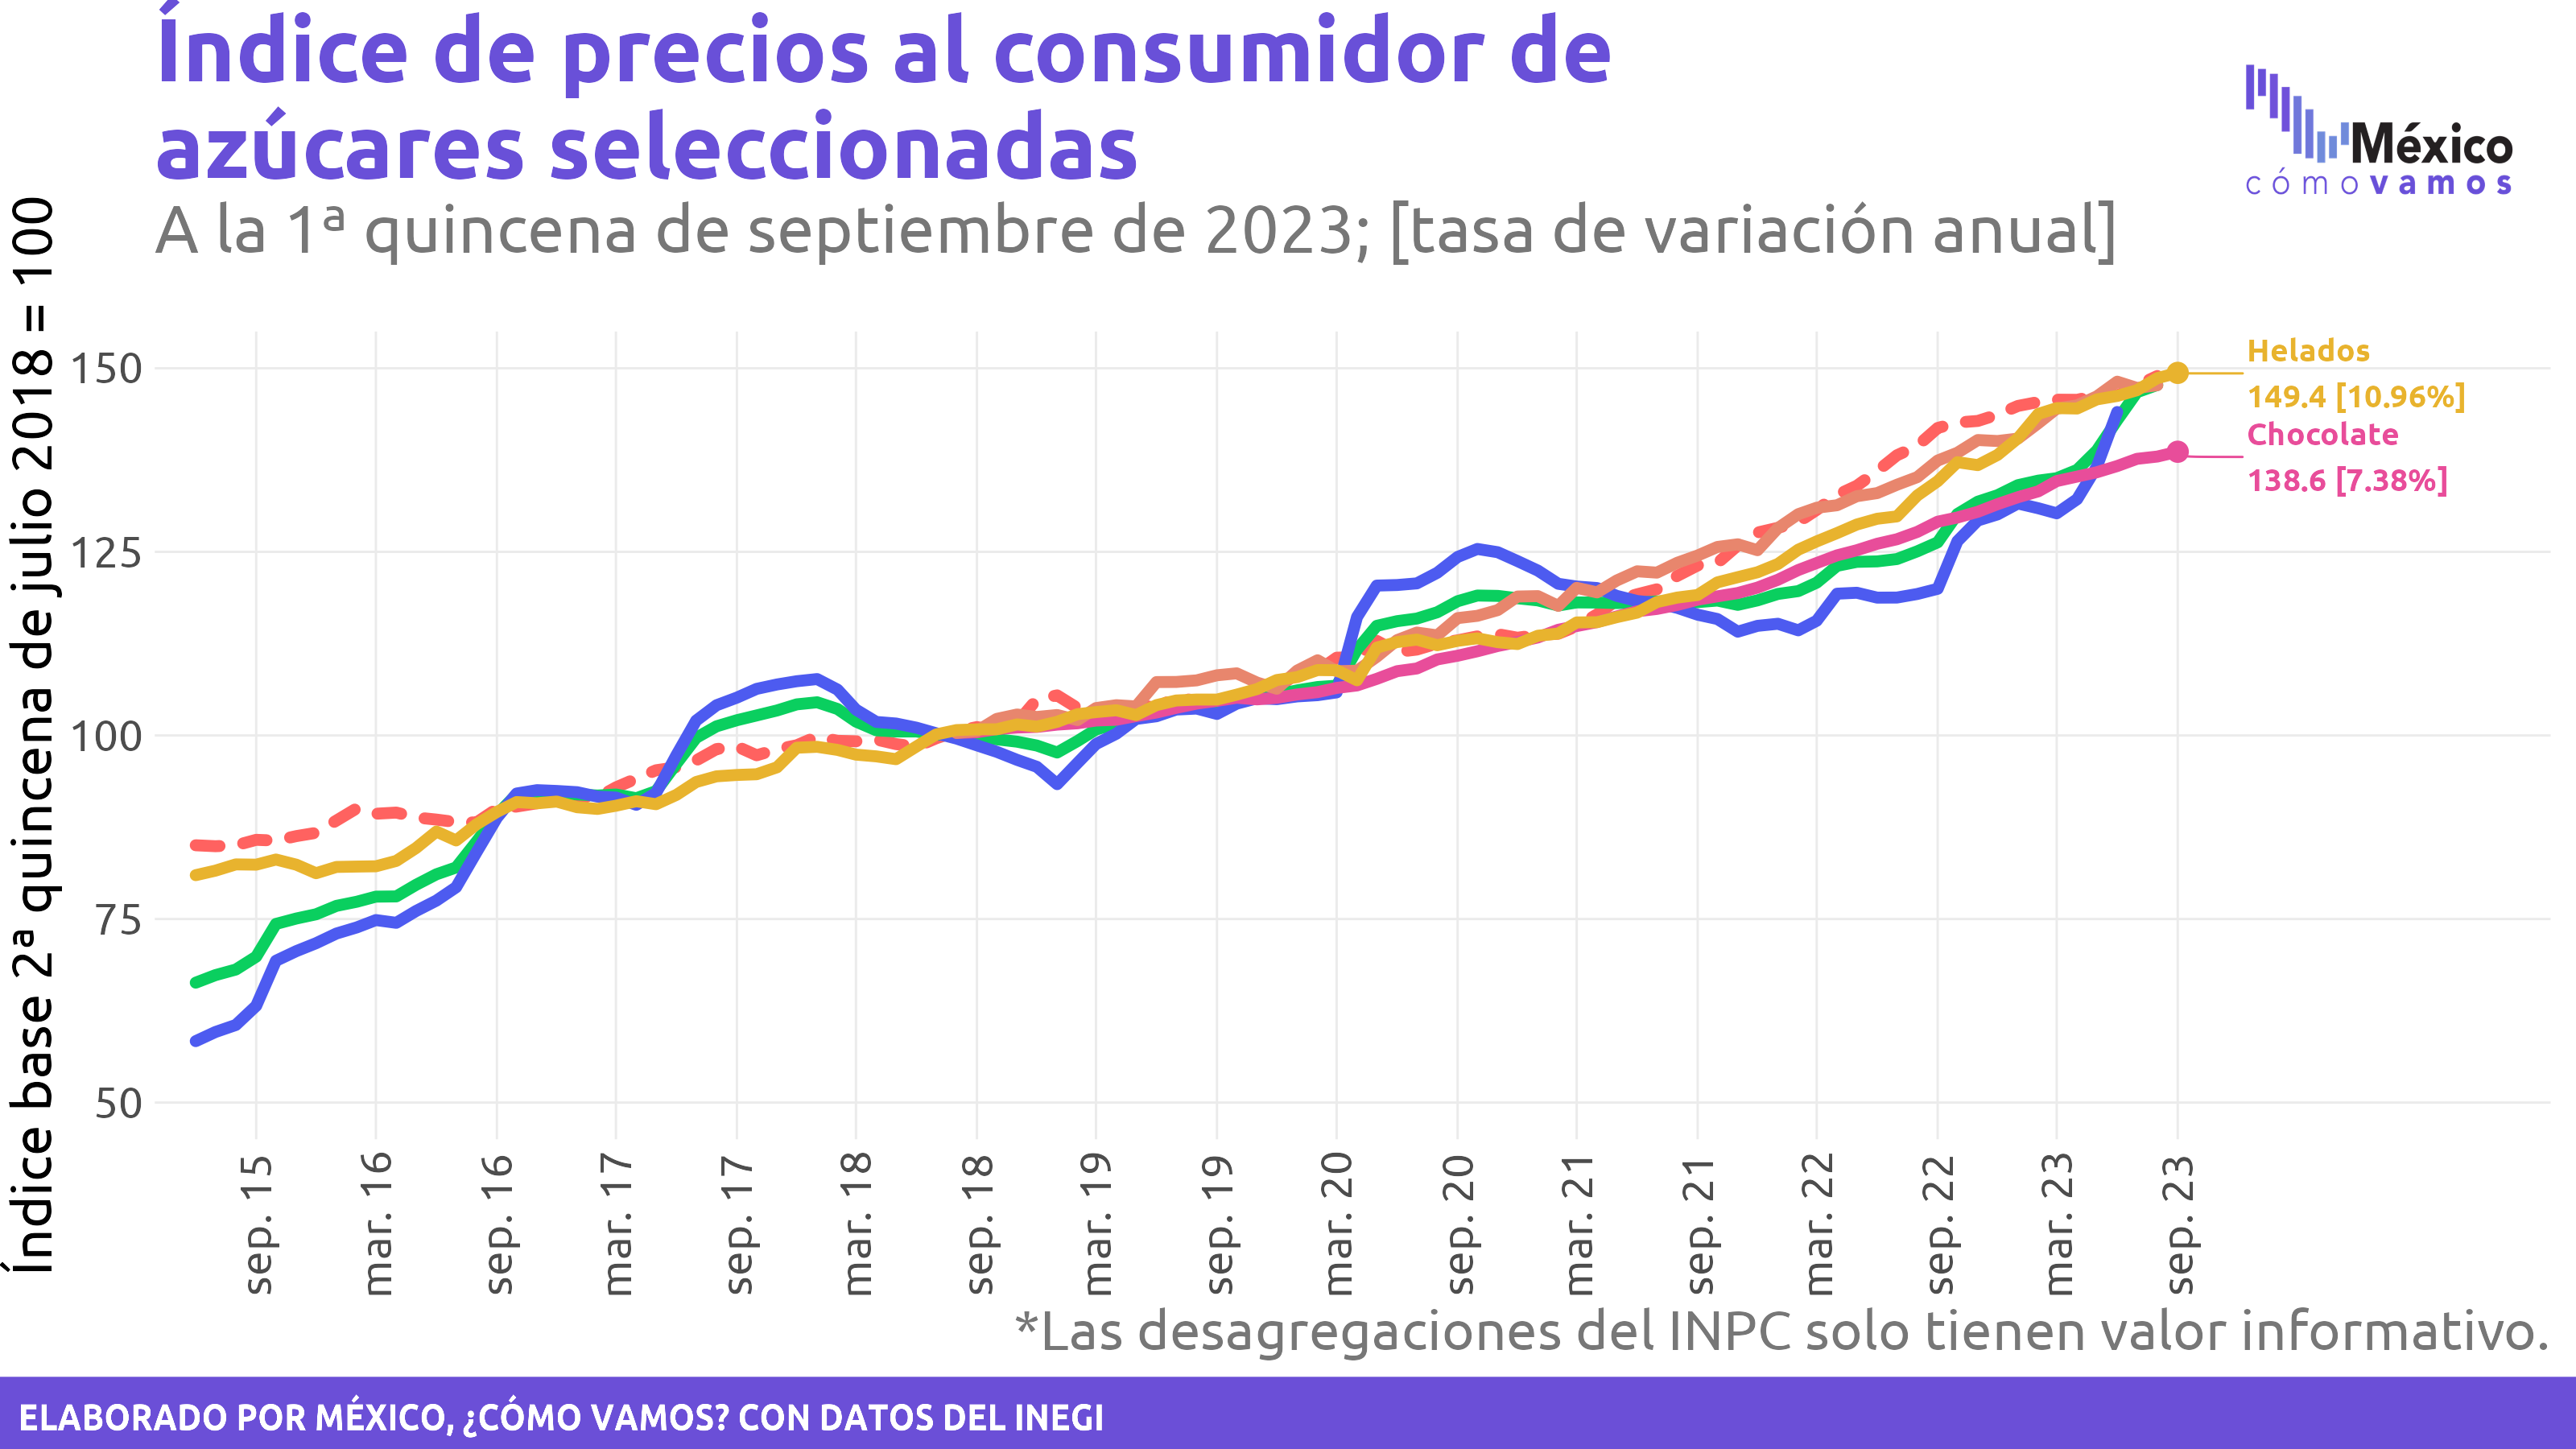 Índice de precios al consumidor de
azúcares seleccionadas
A la 1ª quincena de septiembre de 2023; [tasa de variación anual]
México
cómo vamos
Índice base 2ª quincena de julio 2018 = 100
150
125
100
75
50
Helados
149.4 [10.96%]
Chocolate
138.6 [7.38%]
sep. 15
mar. 16
sep. 16
mar. 17
sep. 17
mar. 18
sep. 18
mar. 19
sep. 19
mar. 20
sep. 20
mar. 21
sep. 21
mar. 22
sep. 22
mar. 23
sep. 23
*Las desagregaciones del INPC solo tienen valor informativo.
ELABORADO POR MÉXICO, ¿CÓMO VAMOS? CON DATOS DEL INEGI